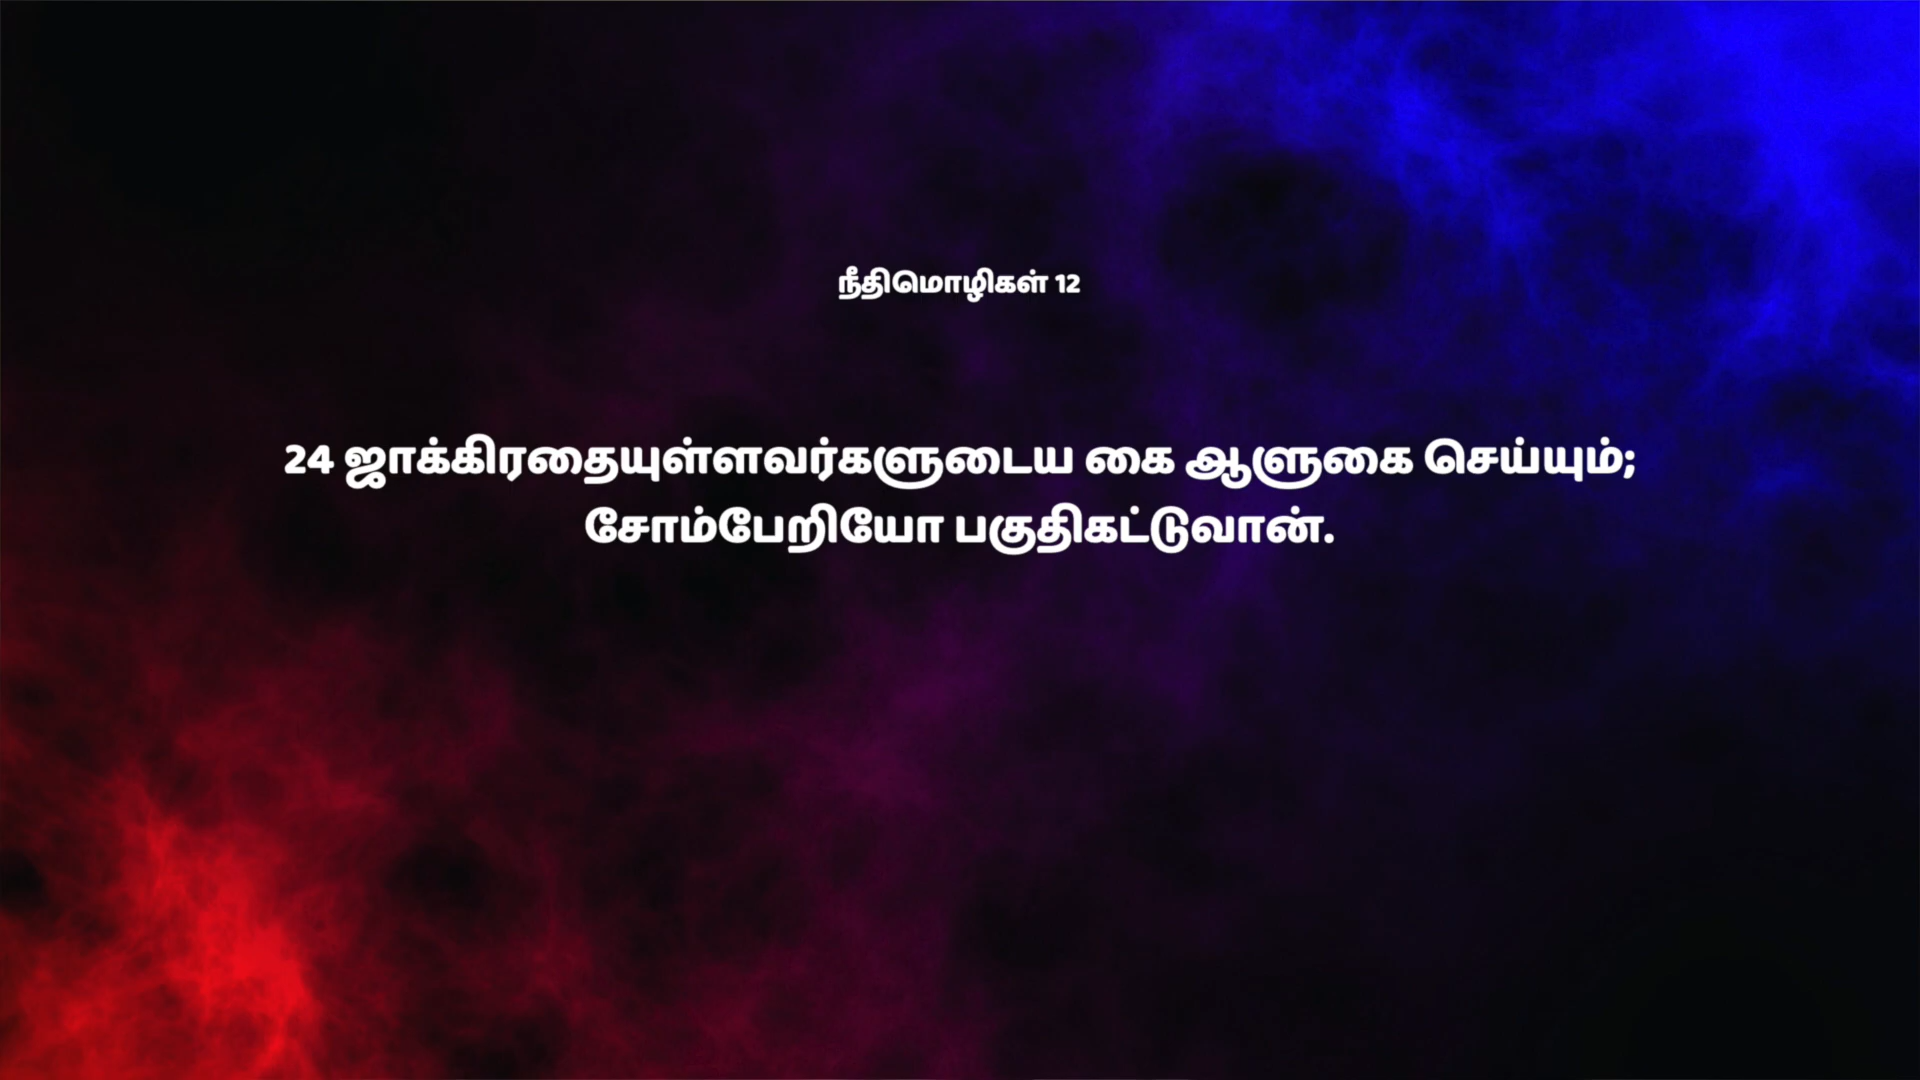 நீதிமொழிகள் 12
24 ஜாக்கிரதையுள்ளவர்களுடைய கை ஆளுகை செய்யும்;
சோம்பேறியோ பகுதிகட்டுவான்.